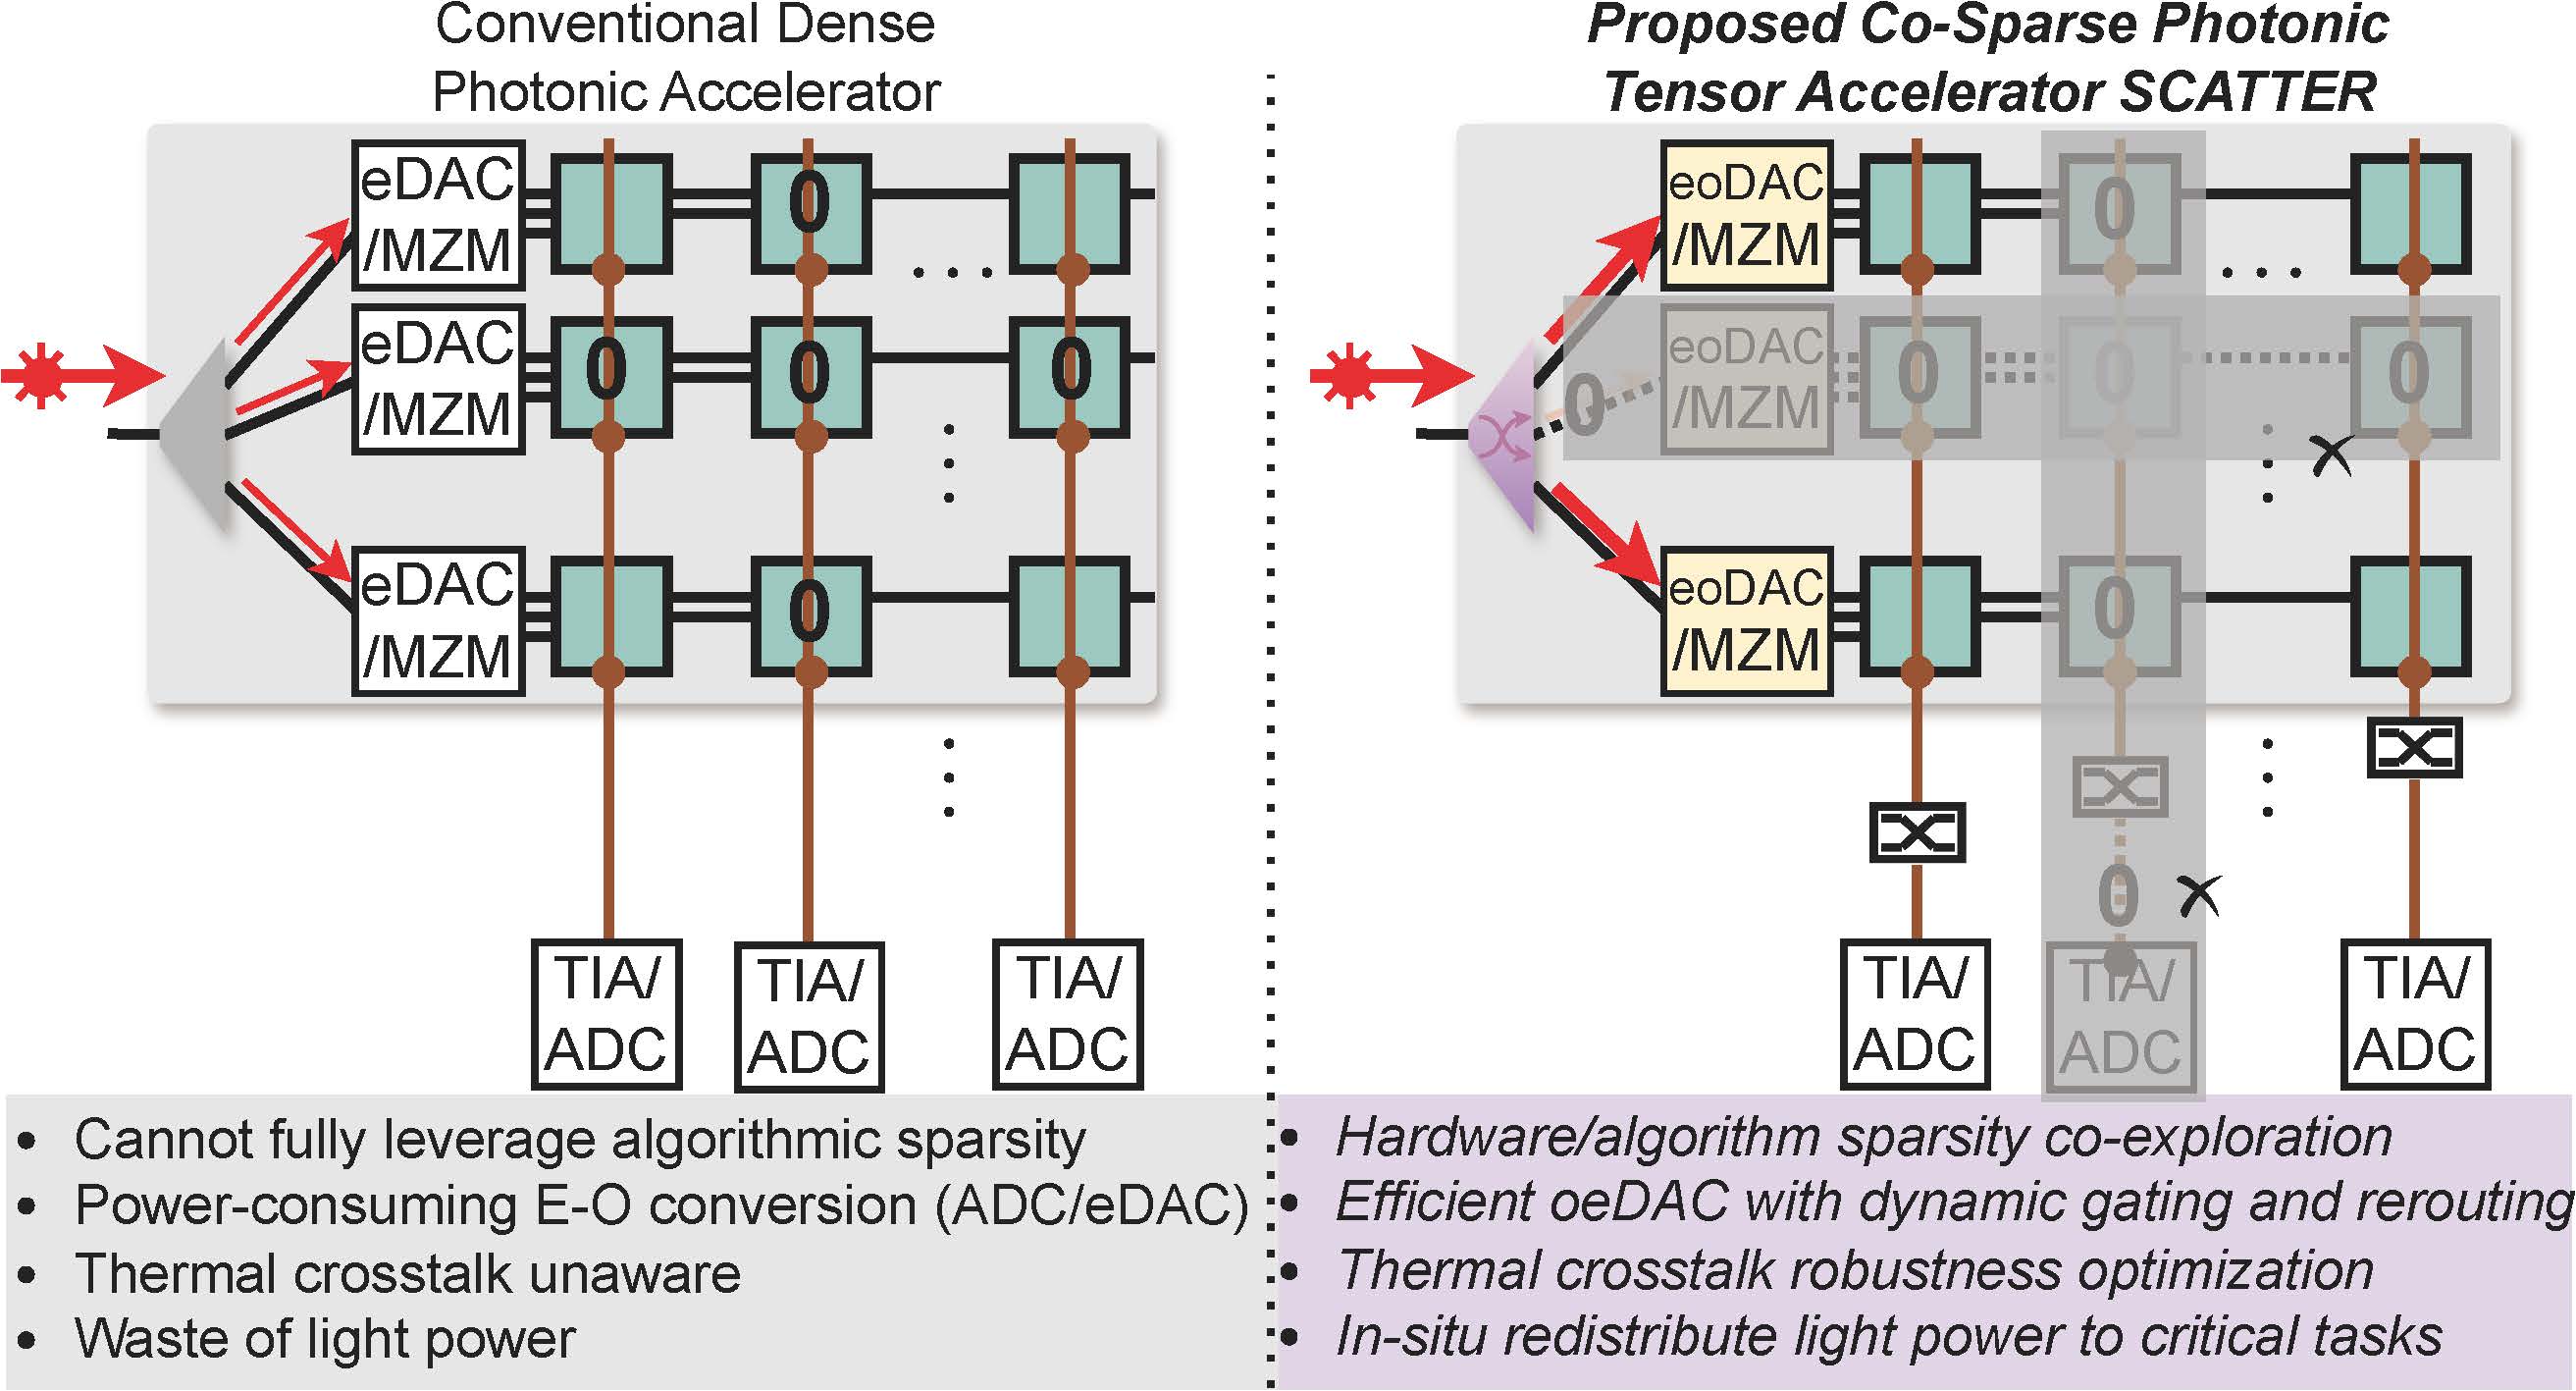 Conventional Dense
Photonic Accelerator
eDAC
/MZM
0
eDAC
/MZM
0
0
0
eDAC
/MZM
0
TIA/
ADC
TIA/
ADC
TIA/
ADC
• Cannot fully leverage algorithmic sparsity
• Power-consuming E-O conversion (ADC/eDAC)
• Thermal crosstalk unaware
• Waste of light power
Proposed Co-Sparse Photonic
Tensor Accelerator SCATTER
eoDAC
/MZM
0
0
eoDAC
/MZM
0
0
0
eoDAC
/MZM
0
0
TIA/
ADC
TIA/
ADC
TIA/
ADC
• Hardware/algorithm sparsity co-exploration
• Efficient oeDAC with dynamic gating and rerouting
• Thermal crosstalk robustness optimization
• In-situ redistribute light power to critical tasks